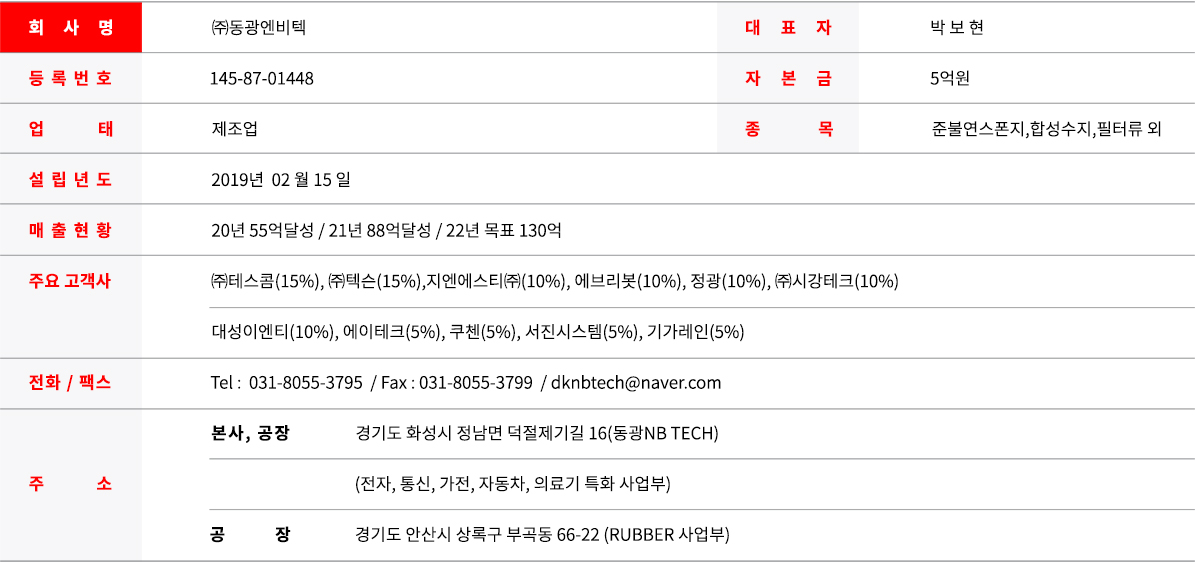 회 사 명 ㈜동광엔비텍 대 표 자 박 보 현
등 록 번 호 145-87-01448 자 본 금 5억원
업 태 제조업 종 목 준불연스폰지,합성수지,필터류 외
설 립 년 도 2019년 02 월 15 일
매 출 현 황 20년 55억달성 / 21년 88억달성 / 22년 목표 130억
주요 고객사 ㈜테스콤(15%), ㈜텍슨(15%),지엔에스티㈜(10%), 에브리봇(10%), 정광(10%), ㈜시강테크(10%)
대성이엔티(10%), 에이테크(5%), 쿠첸(5%), 서진시스템(5%), 기가레인(5%)
전화 / 팩스 Tel : 031-8055-3795 / Fax : 031-8055-3799 / dknbtech@naver.com
본사, 공장 경기도 화성시 정남면 덕절제기길 16(동광NB TECH)
주 소 (전자, 통신, 가전, 자동차, 의료기 특화 사업부)
공 장 경기도 안산시 상록구 부곡동 66-22 (RUBBER 사업부)